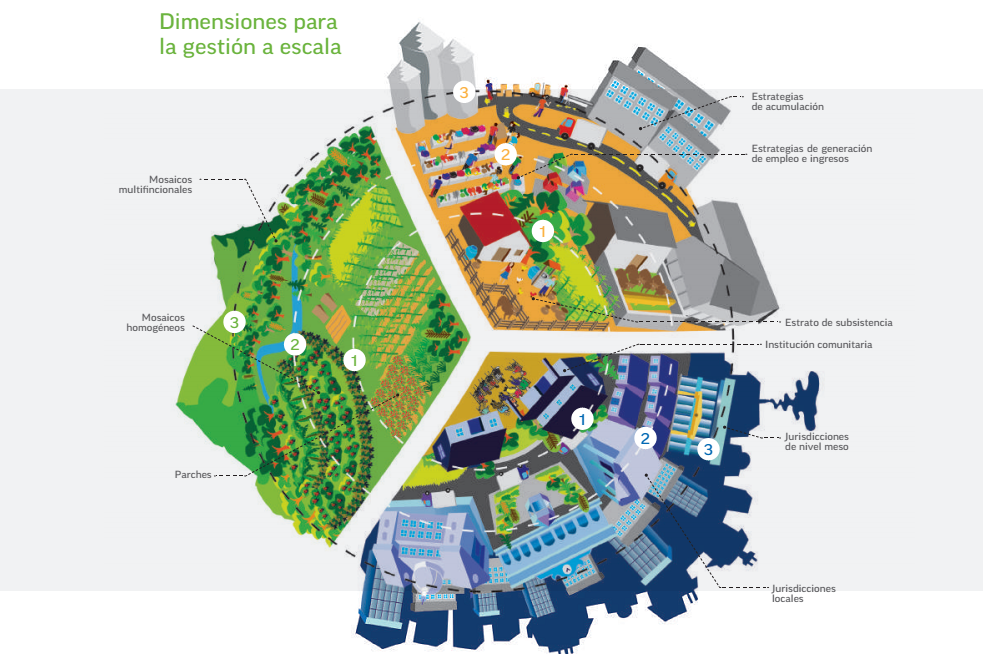 Dimensiones para
la gestión a escala
3
Estrategias
de acumulación
2
Estrategias de generación
de empleo e ingresos
Mosaicos
multifincionales
1
Mosaicos
homogéneos
3
2
1
Estrato de subsistencia
Institución comunitaria
1
2
3
Jurisdicciones
de nivel meso
Parches
Jurisdicciones
locales